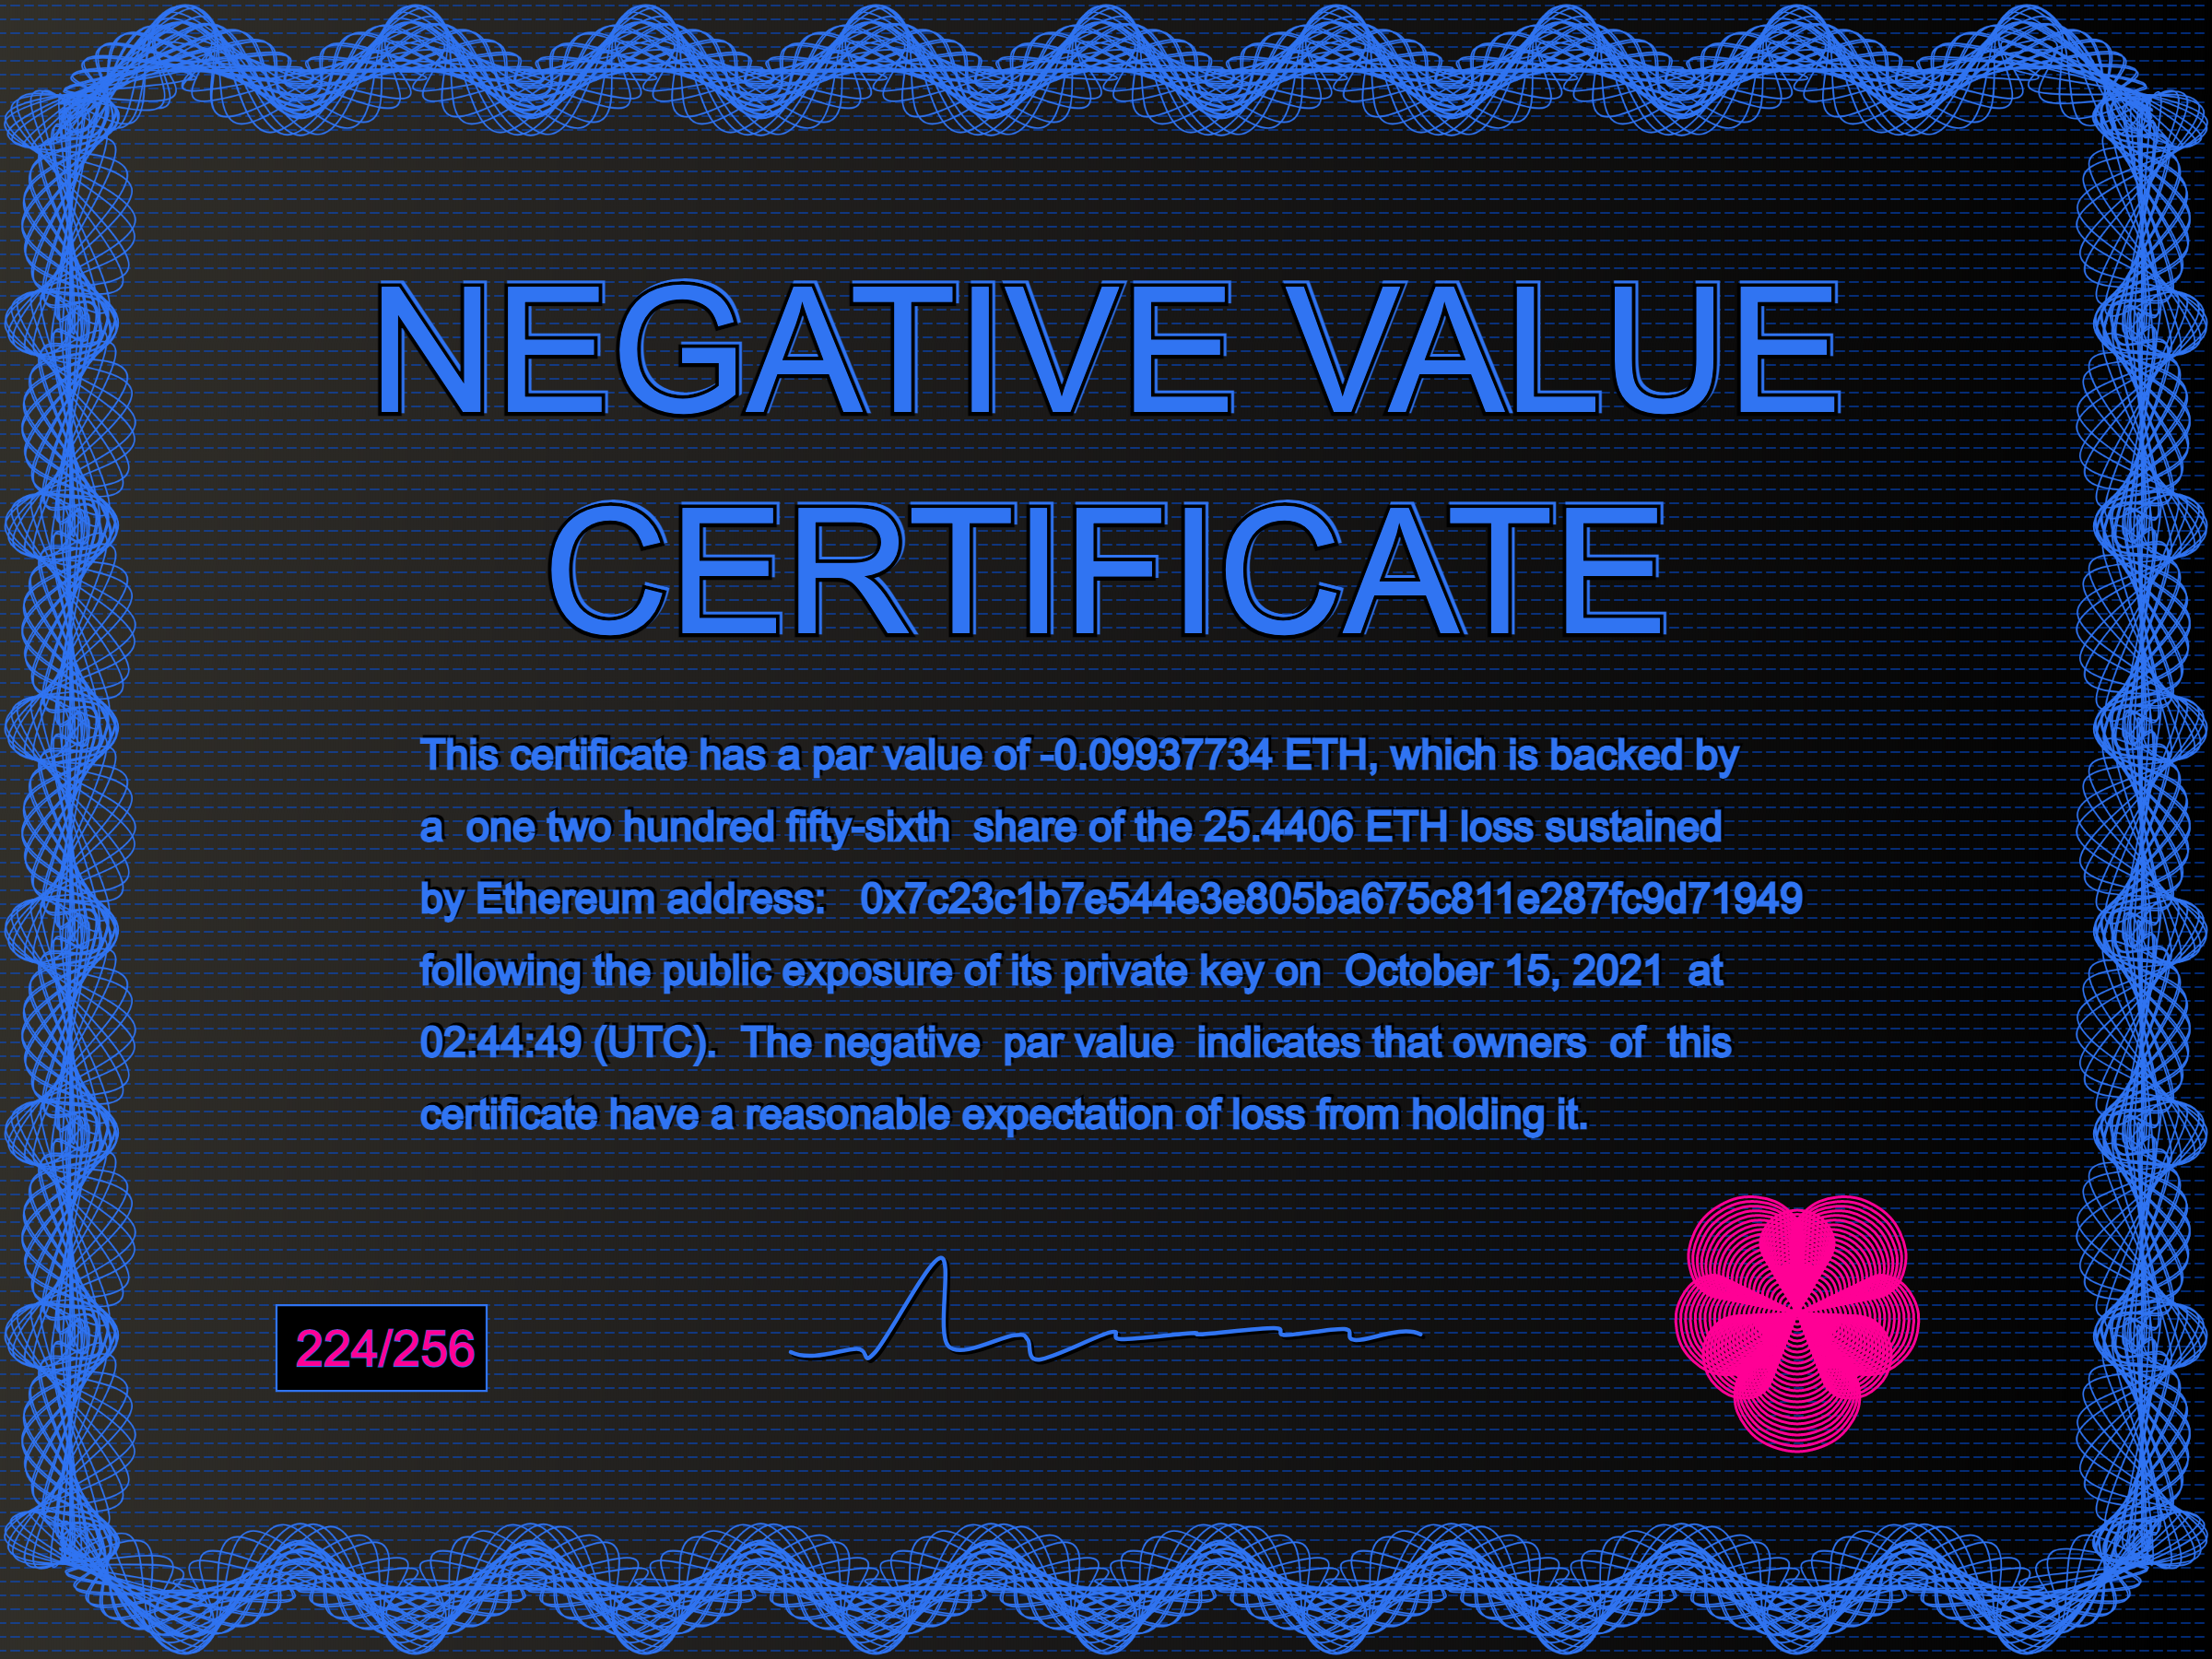 NEGATIVE VALUE
CERTIFICATE
This certificate has a par value of -0.09937734 ETH, which is backed by
a one two hundred fifty-sixth share of the 25.4406 ETH loss sustained
by Ethereum address: 0x7c23c1b7e544e3e805ba675c811e287fc9d71949
following the public exposure of its private key on October 15, 2021 at
02:44:49 (UTC). The negative par value indicates that owners of this
certificate have a reasonable expectation of loss from holding it.
224/256